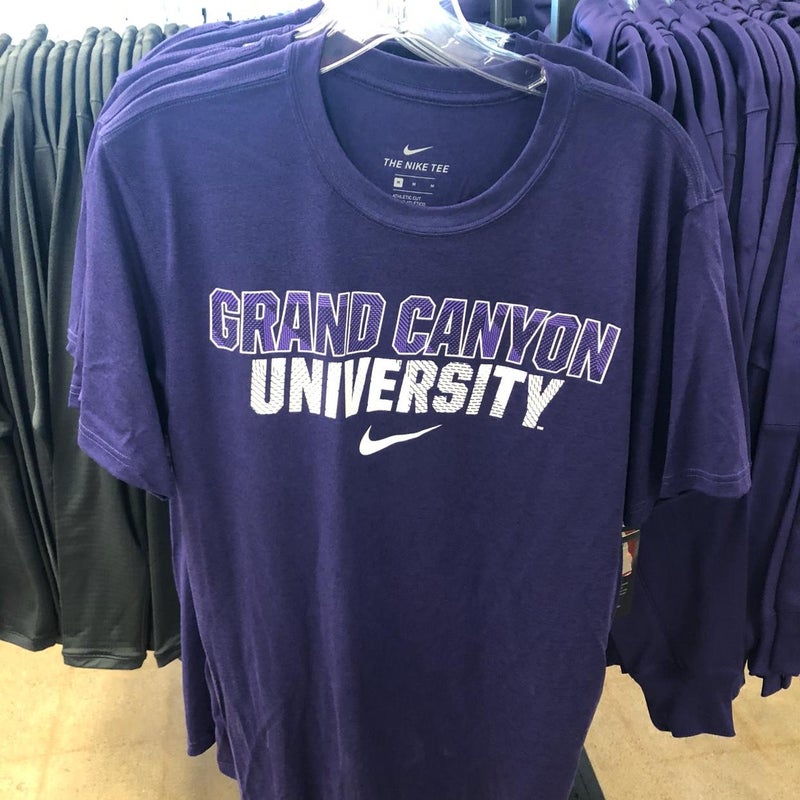 THE NIKE TEE
M M M
ATHLETIC CUT
GRAND CANYON
UNIVERSITY